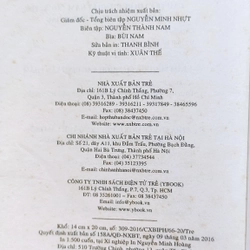 Chịu trách nhiệm xuất bản:
Giám đốc - Tổng biên tập NGUYỄN MINH NHỰT
Biên tập: NGUYỄN THÀNH NAM
Bìa: BÙI NAM
Sửa bản in: THANH BÌNH
Kỹ thuật vi tính: XUÂN THẾ
NHÀ XUẤT BẢN TRẺ
Địa chỉ: 161B Lý Chính Thắng, Phường 7,
Quận 3, Thành phố Hồ Chí Minh
Điện thoại: (08) 39316289 - 39316211 - 39317849 - 38465596
Fax: (08) 38437450
E-mail: hopthubandoc@nxbtre.com.vn
Website: www.nxbtre.com.vn
CHI NHÁNH NHÀ XUẤT BẢN TRẺ TẠI HÀ NỘI
Địa chỉ: Số 21, dãy A11, khu Đầm Trấu, Phường Bạch Đằng,
Quận Hai Bà Trưng, Thành phố Hà Nội
Điện thoại: (04) 37734544
Fax: (04) 35123395
E-mail: chinhanh@nxbtre.com.vn
CÔNG TY TNHH SÁCH ĐIỆN TỬ TRẺ (YBOOK)
161B Lý Chính Thắng, P.7, Q.3, Tp. HCM
ĐT: 08 35261001 – Fax: 08 38437450
Email: info@ybook.vn
Website: www.ybook.vn
Khổ: 14 cm x 20 cm, số: 309-2016/CXBIPH/66-20/Tre
Quyết định xuất bản số 158A/QĐ-NXBT, ngày 09 tháng 03 năm 2016
In 1.500 cuốn, tại Xí nghiệp In Nguyễn Minh Hoàng